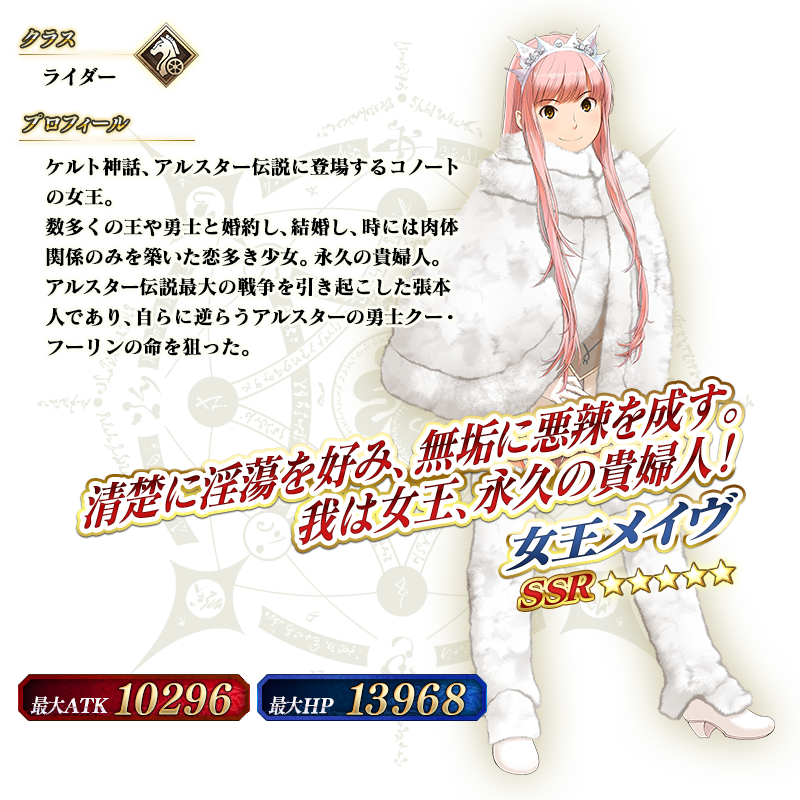 クラス
ライダー
プロフィール
ケルト神話、アルスター伝説に登場するコノート
の女王。
数多くの王や勇士と婚約し、結婚し、時には肉体
関係のみを築いた恋多き少女。永久の貴婦人。
アルスター伝説最大の戦争を引き起こした張本
人であり、自らに逆らうアルスターの勇士クー・
フーリンの命を狙った。
清楚に淫蕩を好み、無垢に悪辣を成す。
我は女王、永久の貴婦人!
女王メイヴ
SSR ☆☆☆☆☆
最大ATK 10296
最大HP 13968